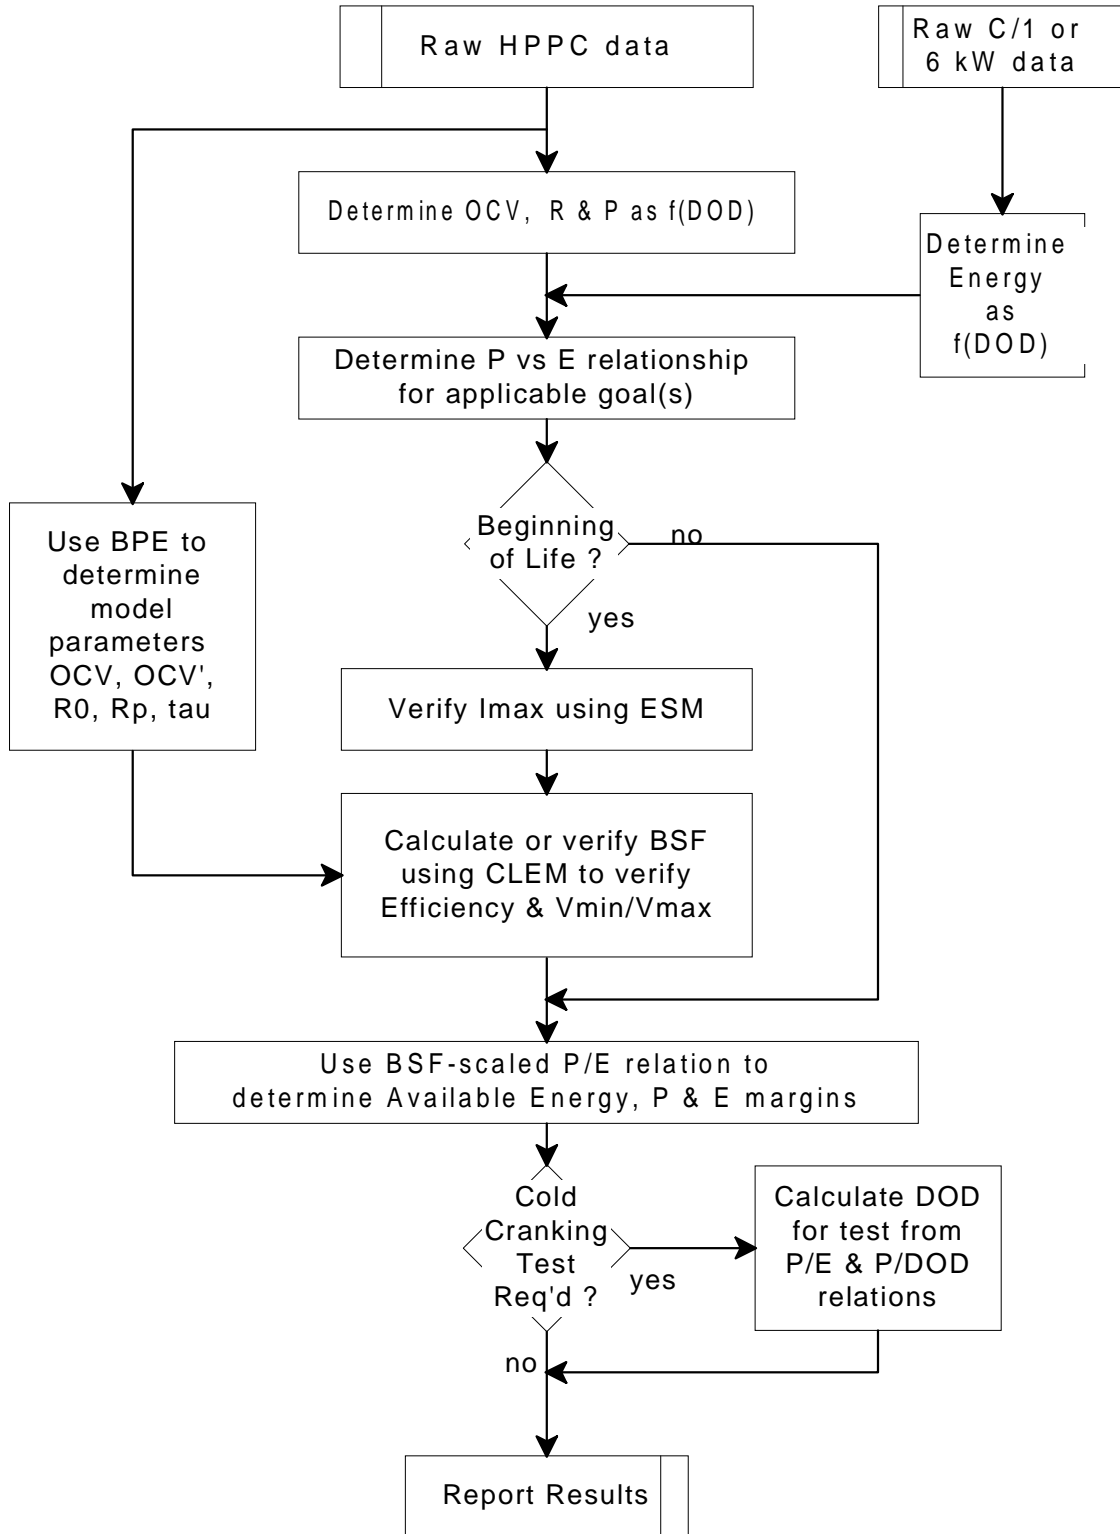 Raw HPPC data
Raw C/1 or
6 kW data
Determine OCV, R & P as f(DOD)
Determine
Energy
as
f(DOD)
Determine P vs E relationship
for applicable goal(s)
Beginning
of Life ?
no
yes
Use BPE to
determine
model
parameters
OCV, OCV',
R0, Rp, tau
Verify Imax using ESM
Calculate or verify BSF
using CLEM to verify
Efficiency & Vmin/Vmax
Use BSF-scaled P/E relation to
determine Available Energy, P & E margins
Cold
Cranking
Test
Req'd ?
yes
no
Calculate DOD
for test from
P/E & P/DOD
relations
Report Results